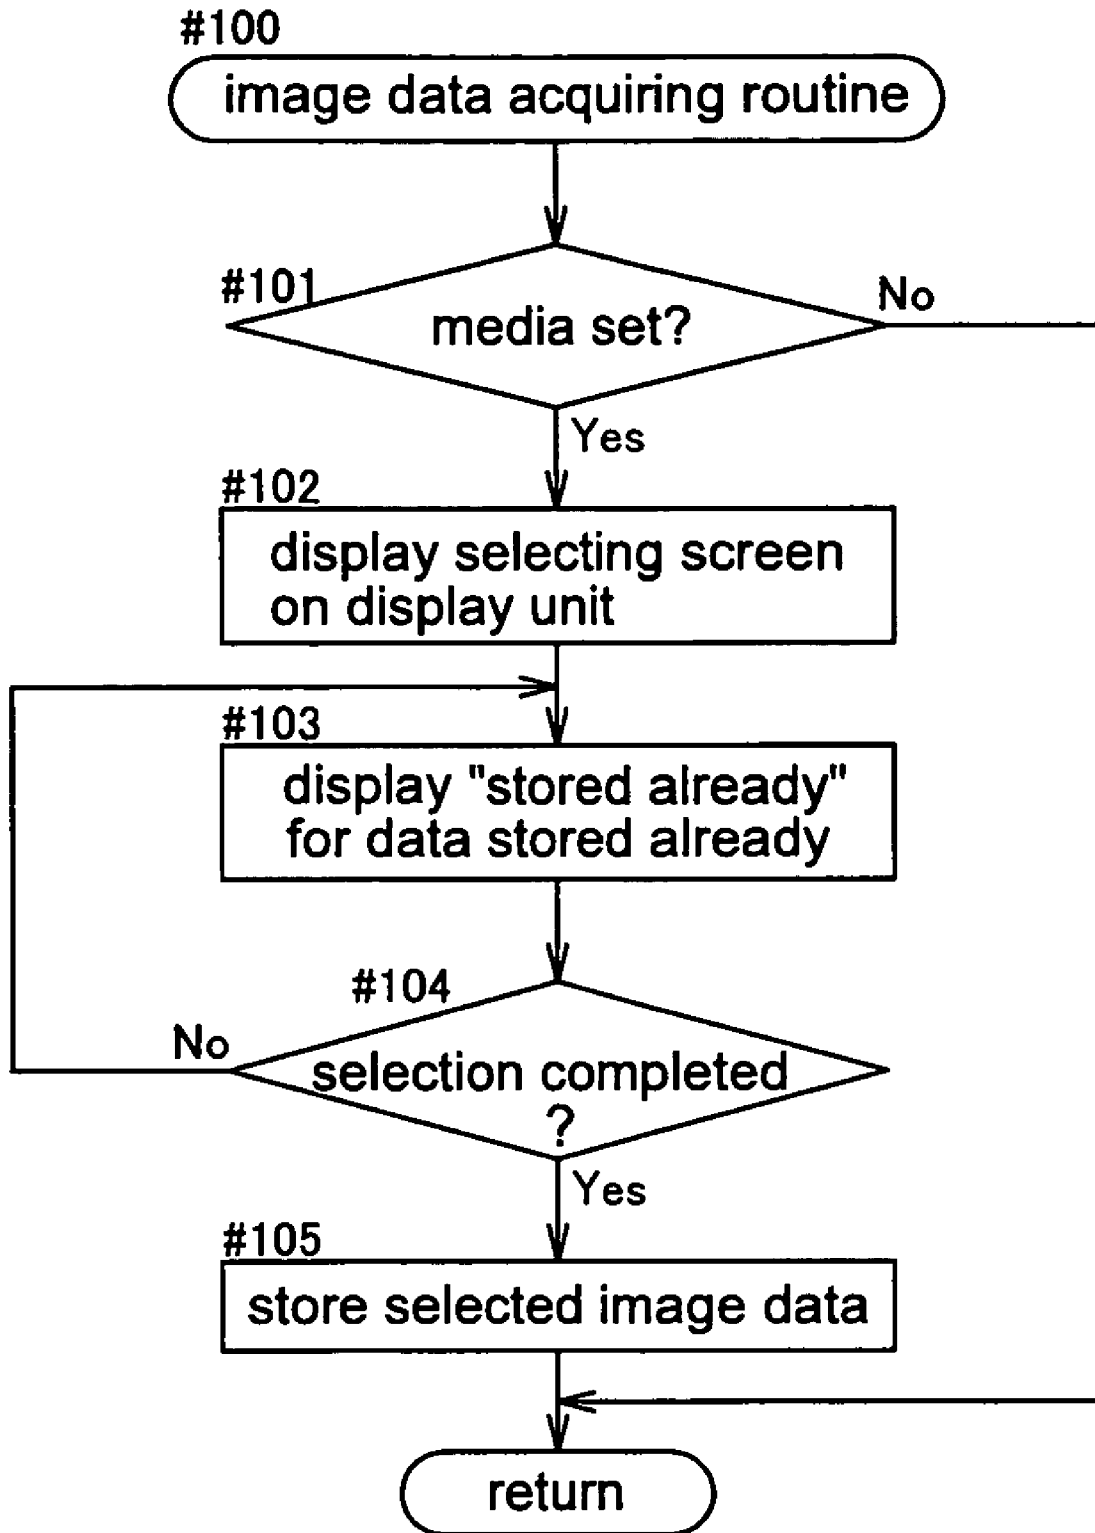 #100
image data acquiring routine
#101
media set?
No
Yes
#102
display selecting screen
on display unit
#103
display "stored already"
for data stored already
#104
No
selection completed
?
Yes
#105
store selected image data
return